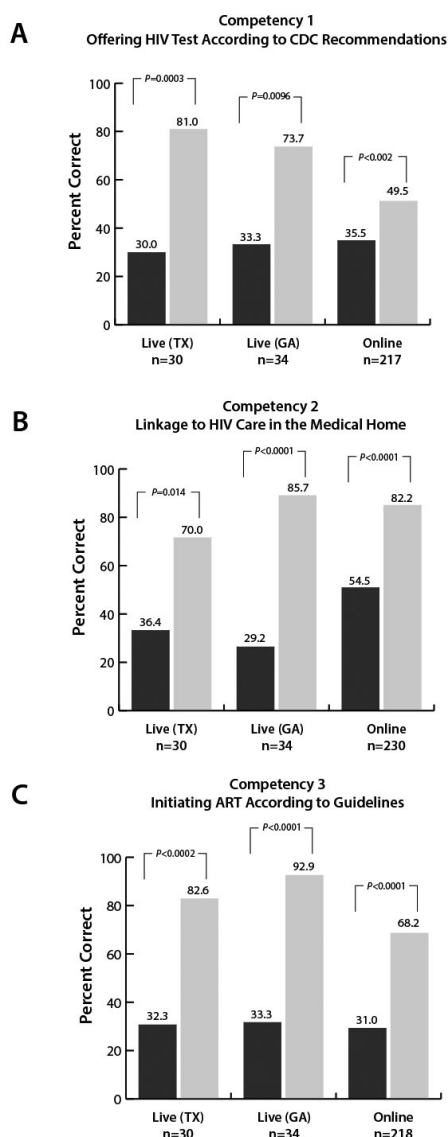 A
Competency 1
Offering HIV Test According to CDC Recommendations
Percent Correct
100
80
60
40
20
0
P=0.0003
30.0
81.0
P=0.0096
33.3
73.7
P<0.002
35.5
49.5
Live (TX)
n=30
Live (GA)
n=34
Online
n=217
B
Competency 2
Linkage to HIV Care in the Medical Home
Percent Correct
100
80
60
40
20
0
P=0.014
36.4
70.0
P<0.0001
29.2
85.7
P<0.0001
54.5
82.2
Live (TX)
n=30
Live (GA)
n=34
Online
n=230
C
Competency 3
Initiating ART According to Guidelines
Percent Correct
100
80
60
40
20
0
P<0.0002
32.3
82.6
P<0.0001
33.3
92.9
P<0.0001
31.0
68.2
Live (TX)
n=30
Live (GA)
n=34
Online
n=218